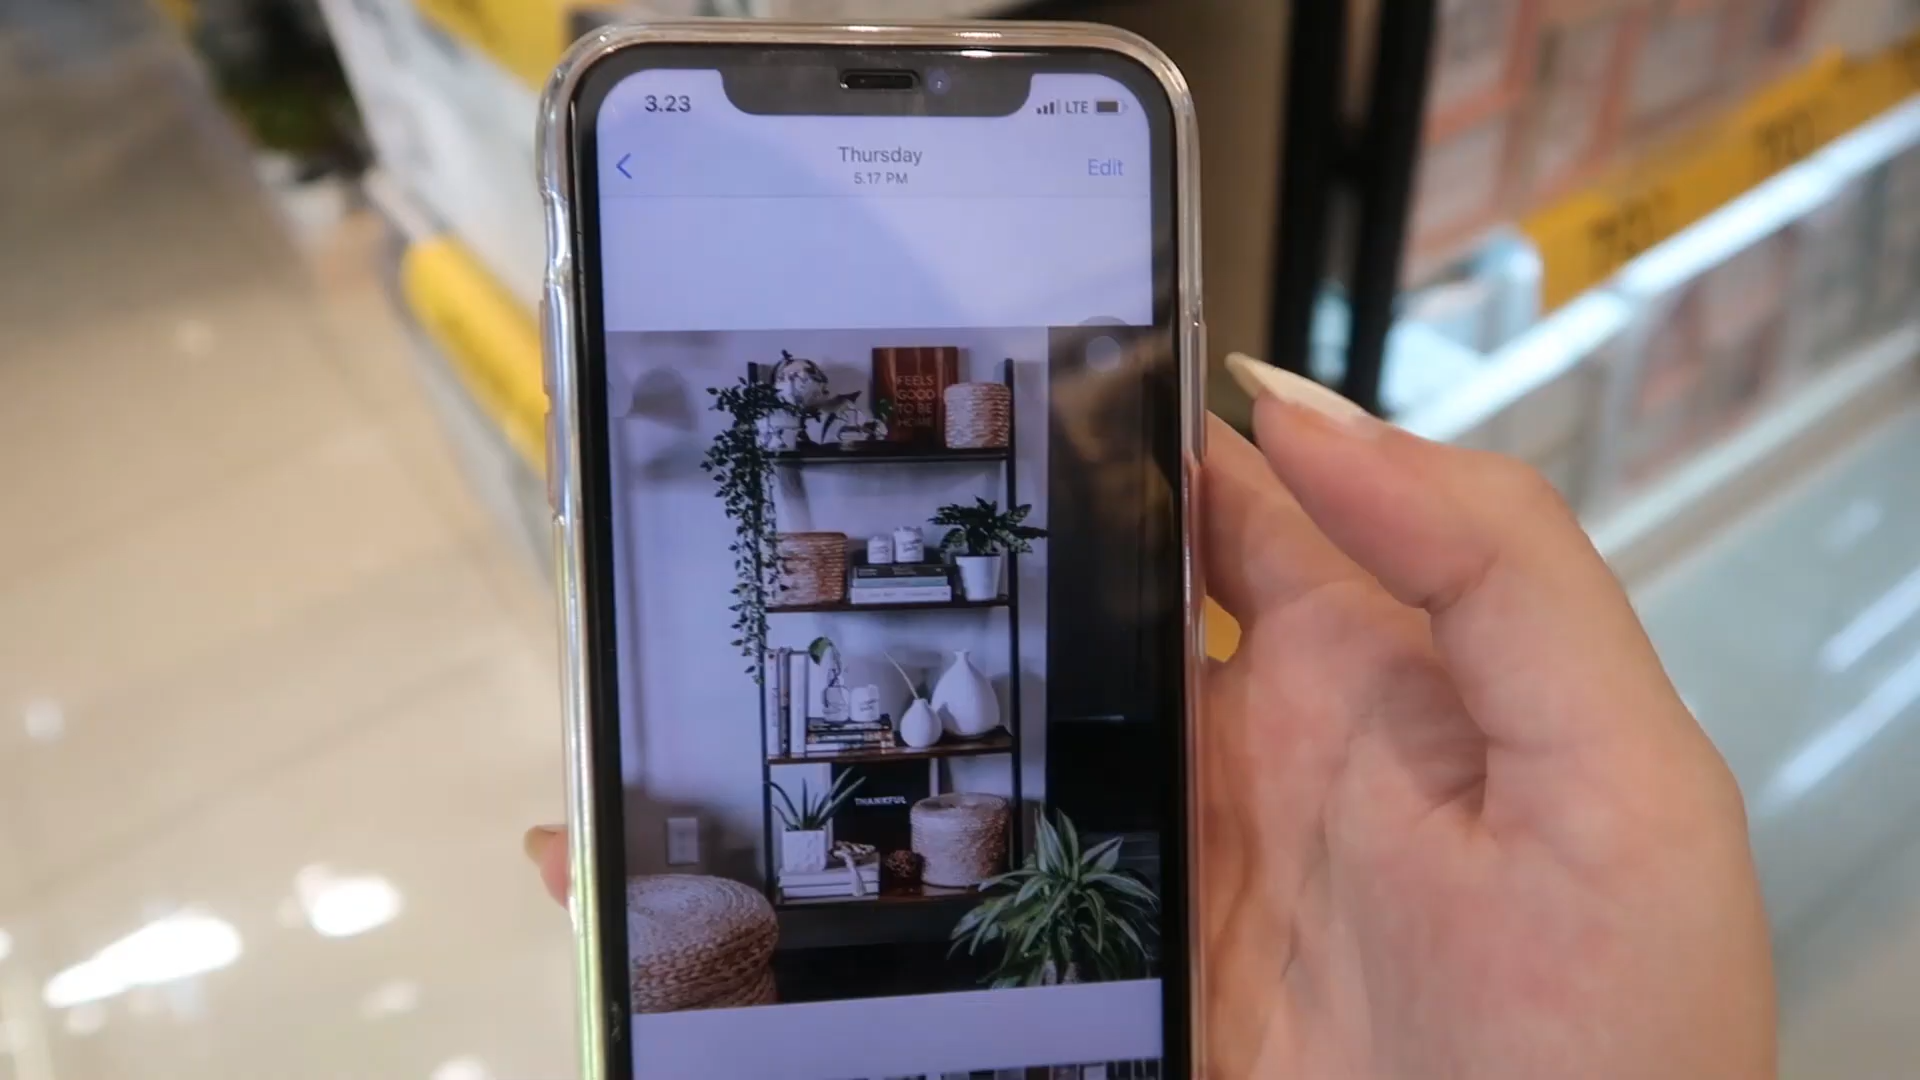 3.23
LTE
Thursday
5.17 PM
Edit
FEELS
GOOD
TO BE
HOME
THANKFUL